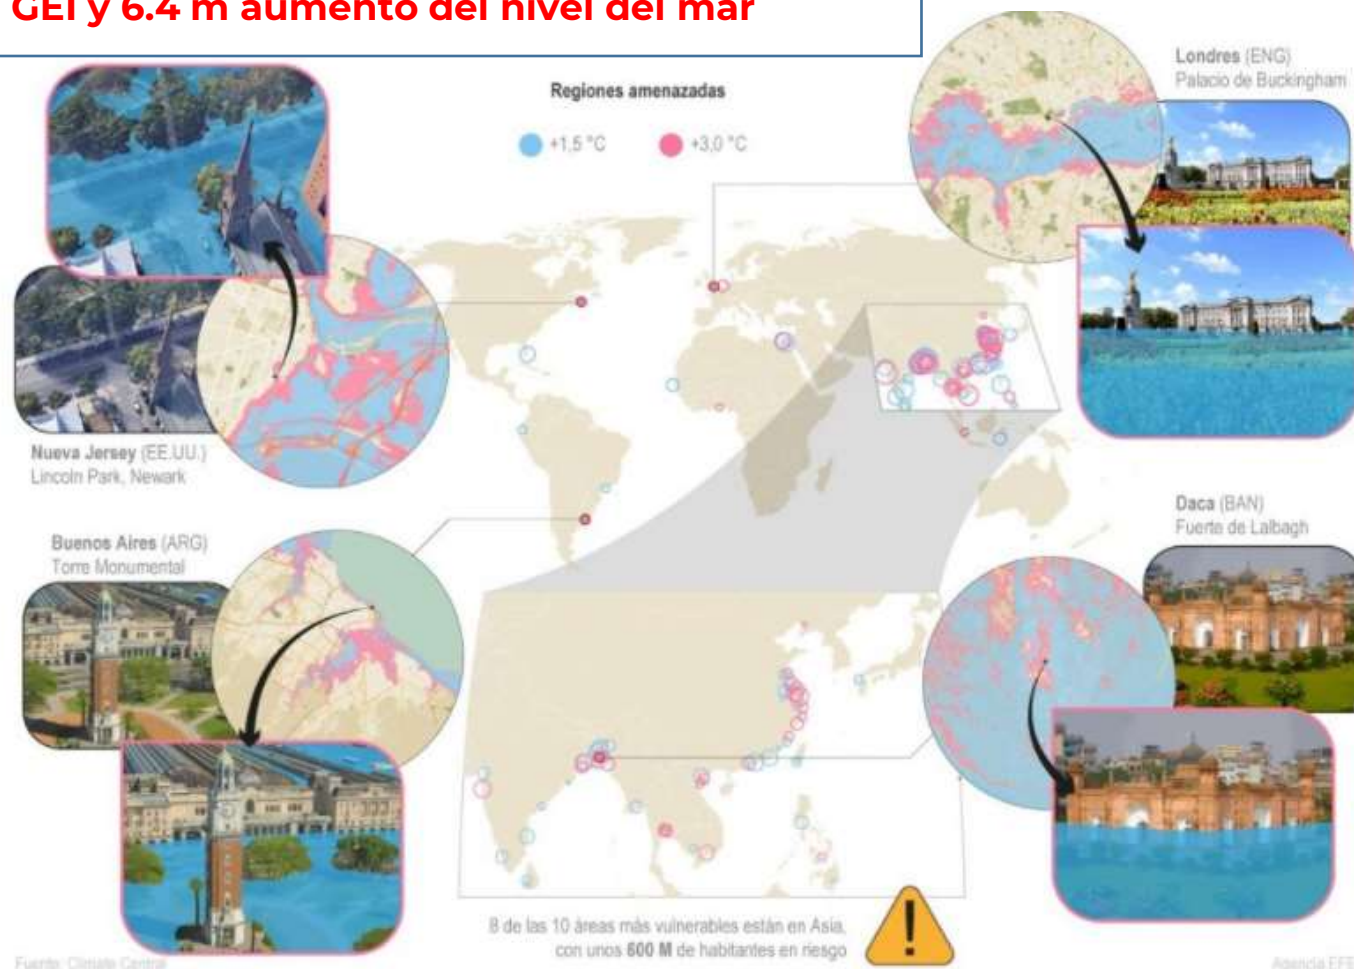 GEI y 6.4 m aumento del nivel del mar
Regiones amenazadas
+1,5 °C
+3,0 °C
Londres (ENG)
Palacio de Buckingham
Nueva Jersey (EE.UU.)
Lincoln Park, Newark
Buenos Aires (ARG)
Torre Monumental
Daca (BAN)
Fuerte de Lalbagh
8 de las 10 áreas más vulnerables están en Asia,
con unos 600 M de habitantes en riesgo
Fuente: Climate Central
Agencia EFE